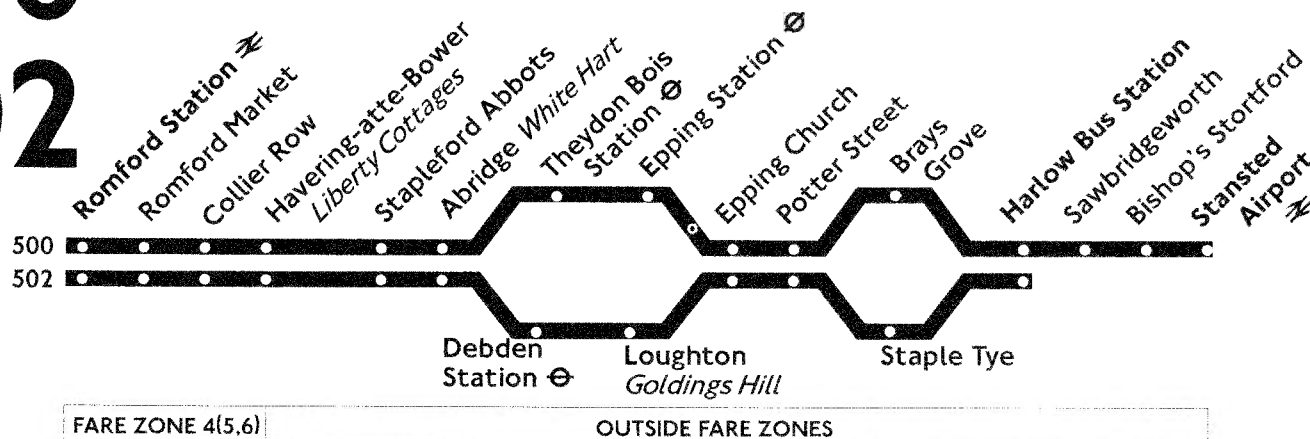 02
Romford Station
Romford Market
Collier Row
Havering-atte-Bower
Liberty Cottages
Stapleford Abbots
Abridge White Hart
Theydon Bois
Station
Epping Station
Epping Church
Potter Street
Brays
Grove
Harlow Bus Station
Sawbridgeworth
Bishop's Stortford
Stansted
Airport
500
502
Debden
Station
Loughton
Goldings Hill
Staple Tye
FARE ZONE 4(5,6)
OUTSIDE FARE ZONES